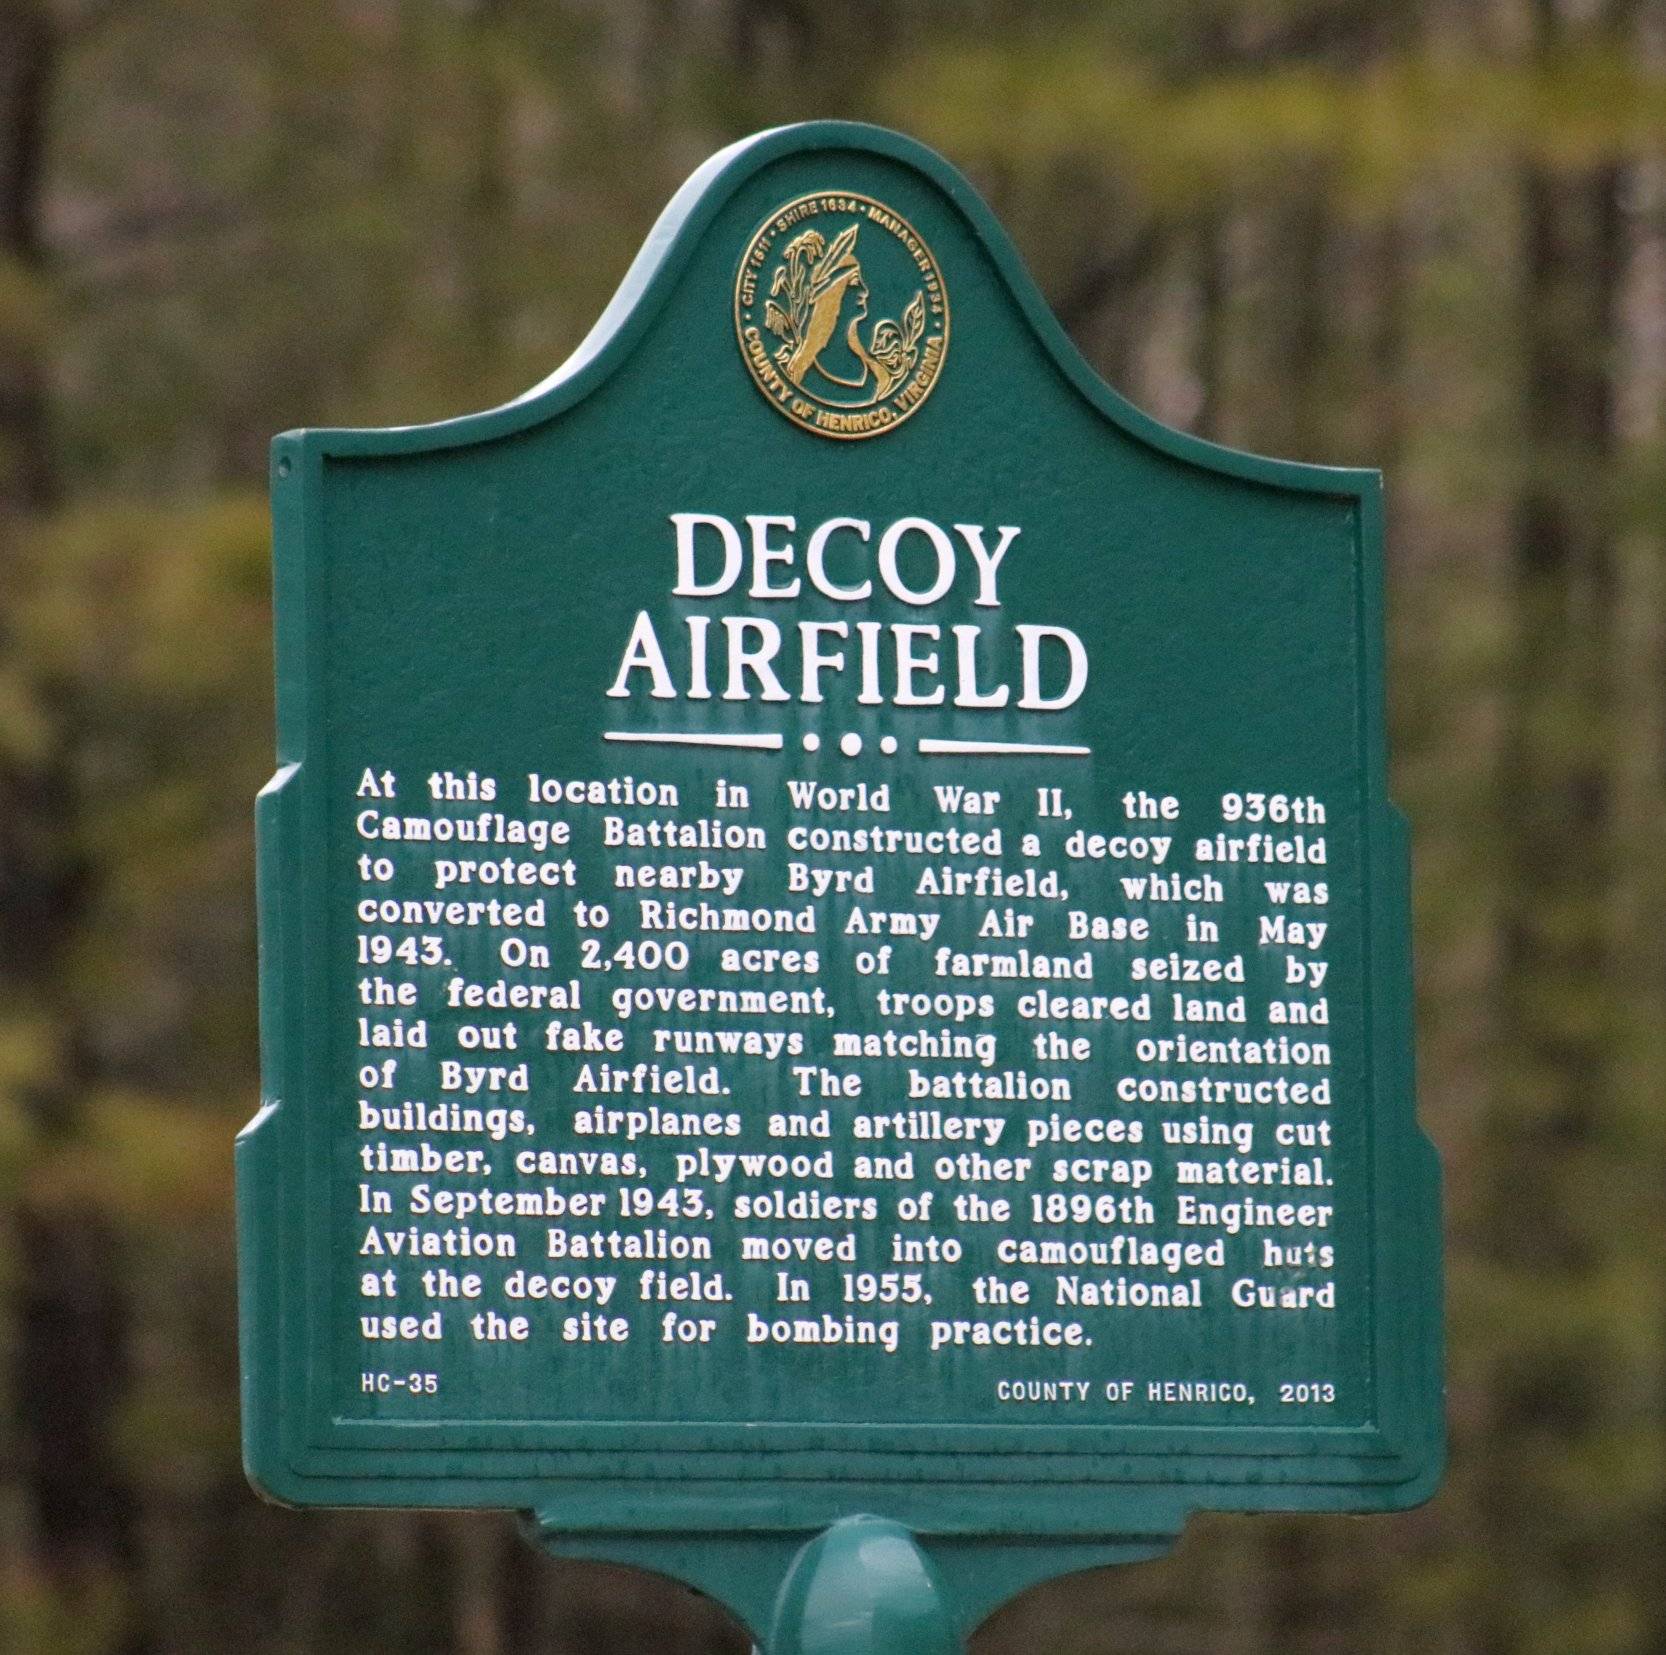 CITY 1611 · SHIRE 1634 · MANAGER 1934 ·
COUNTY OF HENRICO, VIRGINIA
DECOY
AIRFIELD
At this location in World War II, the 936th
Camouflage Battalion constructed a decoy airfield
to protect nearby Byrd Airfield, which was
converted to Richmond Army Air Base in May
1943. On 2,400 acres of farmland seized by
the federal government, troops cleared land and
laid out fake runways matching the orientation
of Byrd Airfield. The battalion constructed
buildings, airplanes and artillery pieces using cut
timber, canvas, plywood and other scrap material.
In September 1943, soldiers of the 1896th Engineer
Aviation Battalion moved into camouflaged huts
at the decoy field. In 1955, the National Guard
used the site for bombing practice.
HC-35 COUNTY OF HENRICO, 2013